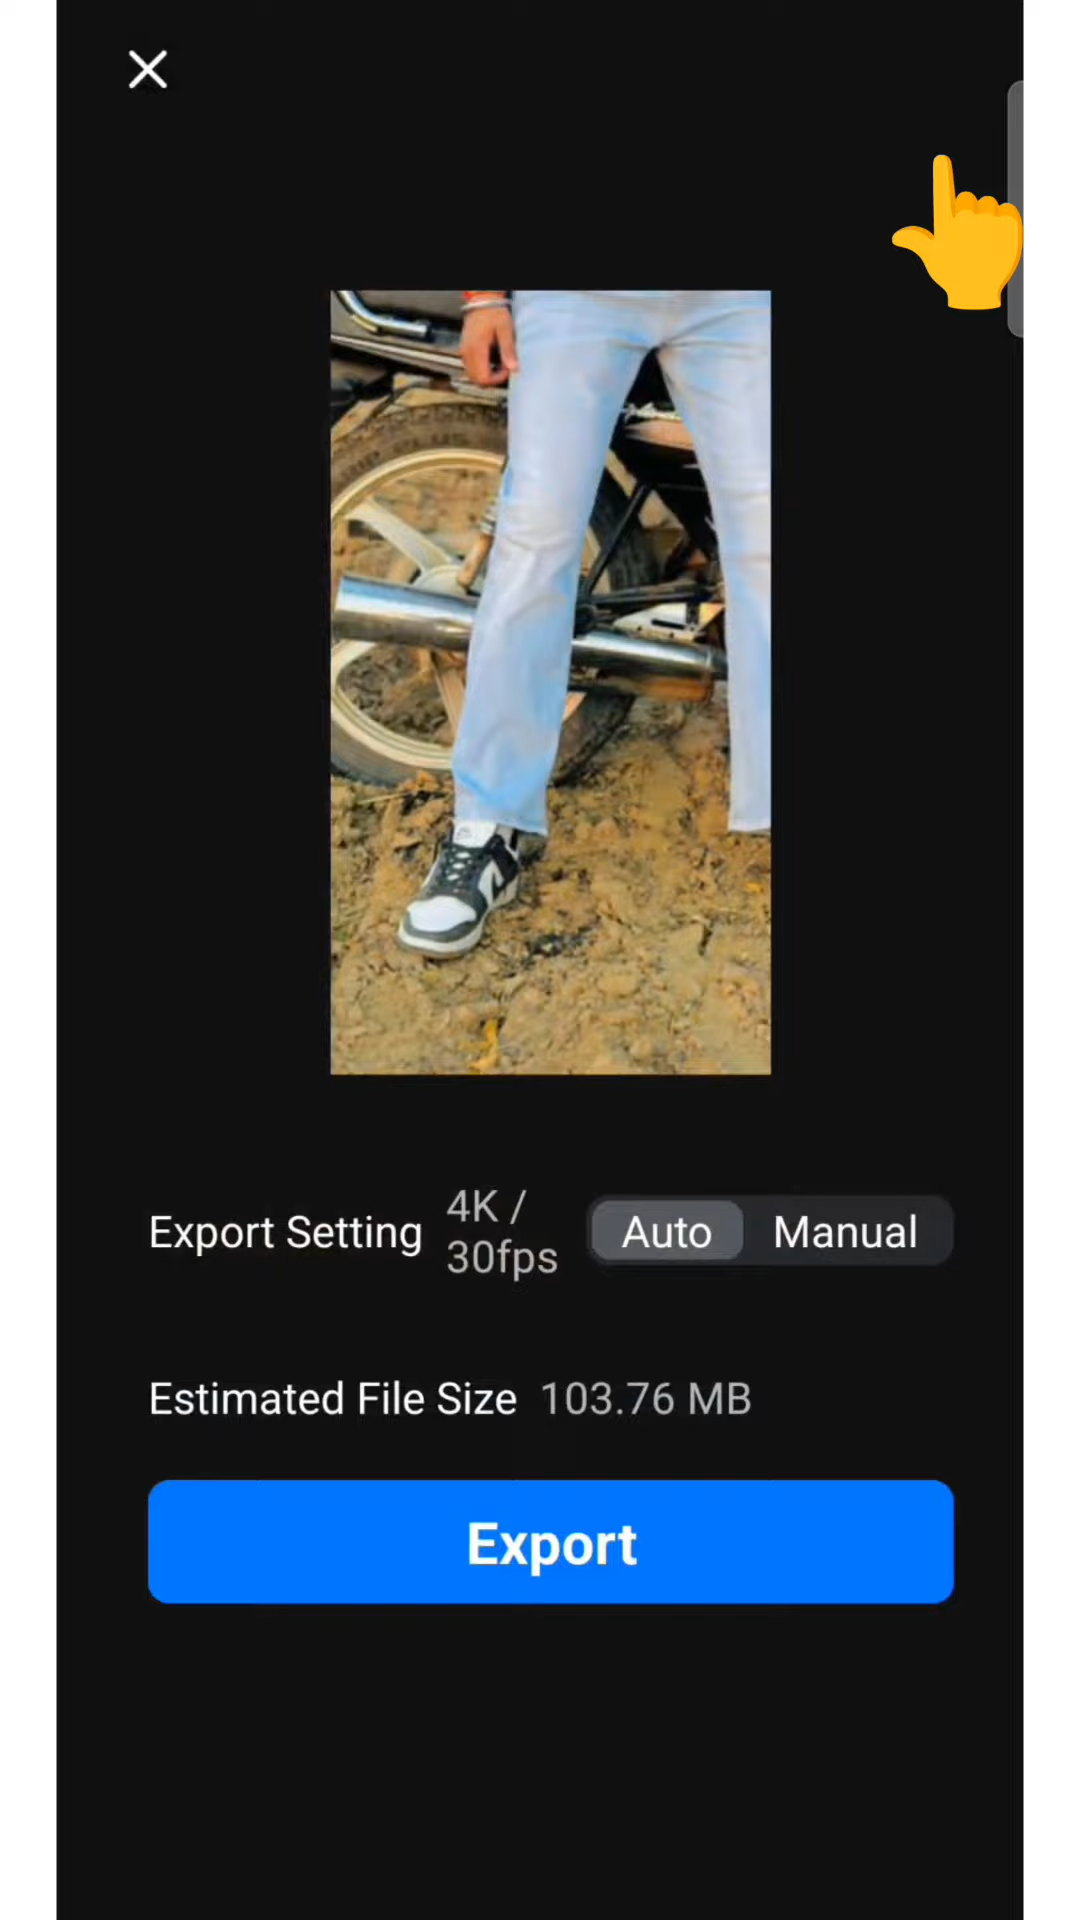 Export Setting
4K /
30fps
Auto
Manual
Estimated File Size 103.76 MB
Export